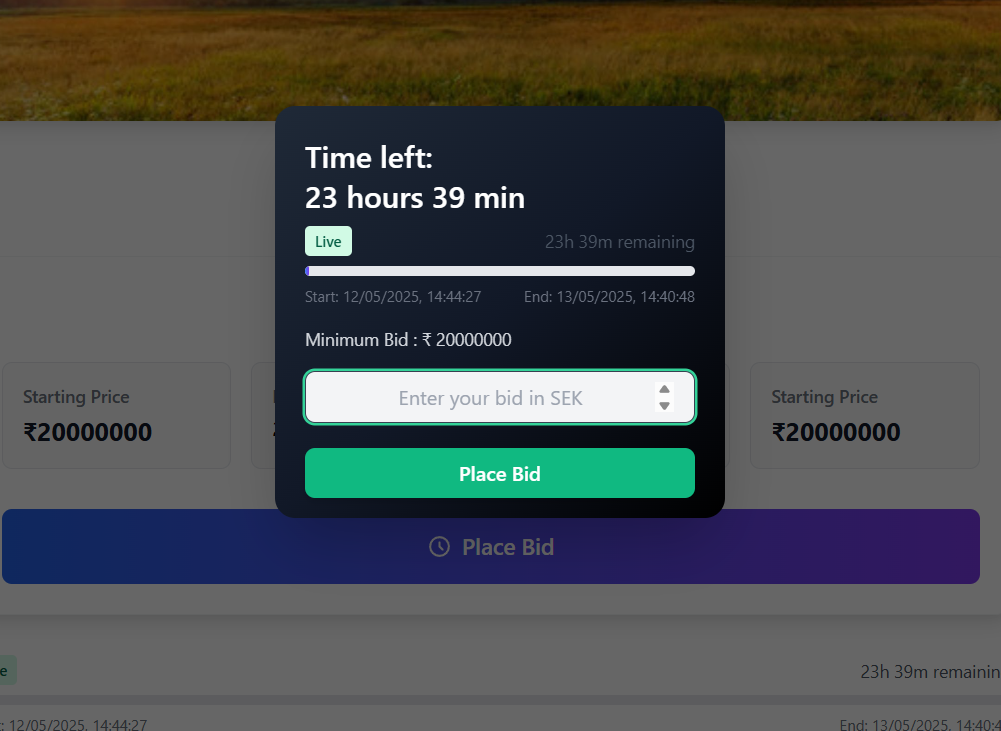 Time left:
23 hours 39 min
Live
23h 39m remaining
Start: 12/05/2025, 14:44:27
End: 13/05/2025, 14:40:48
Minimum Bid : ₹ 20000000
Enter your bid in SEK
Place Bid
Starting Price
₹20000000
Starting Price
₹20000000
Place Bid
23h 39m remainin
: 12/05/2025, 14:44:27
End: 13/05/2025, 14:40:4